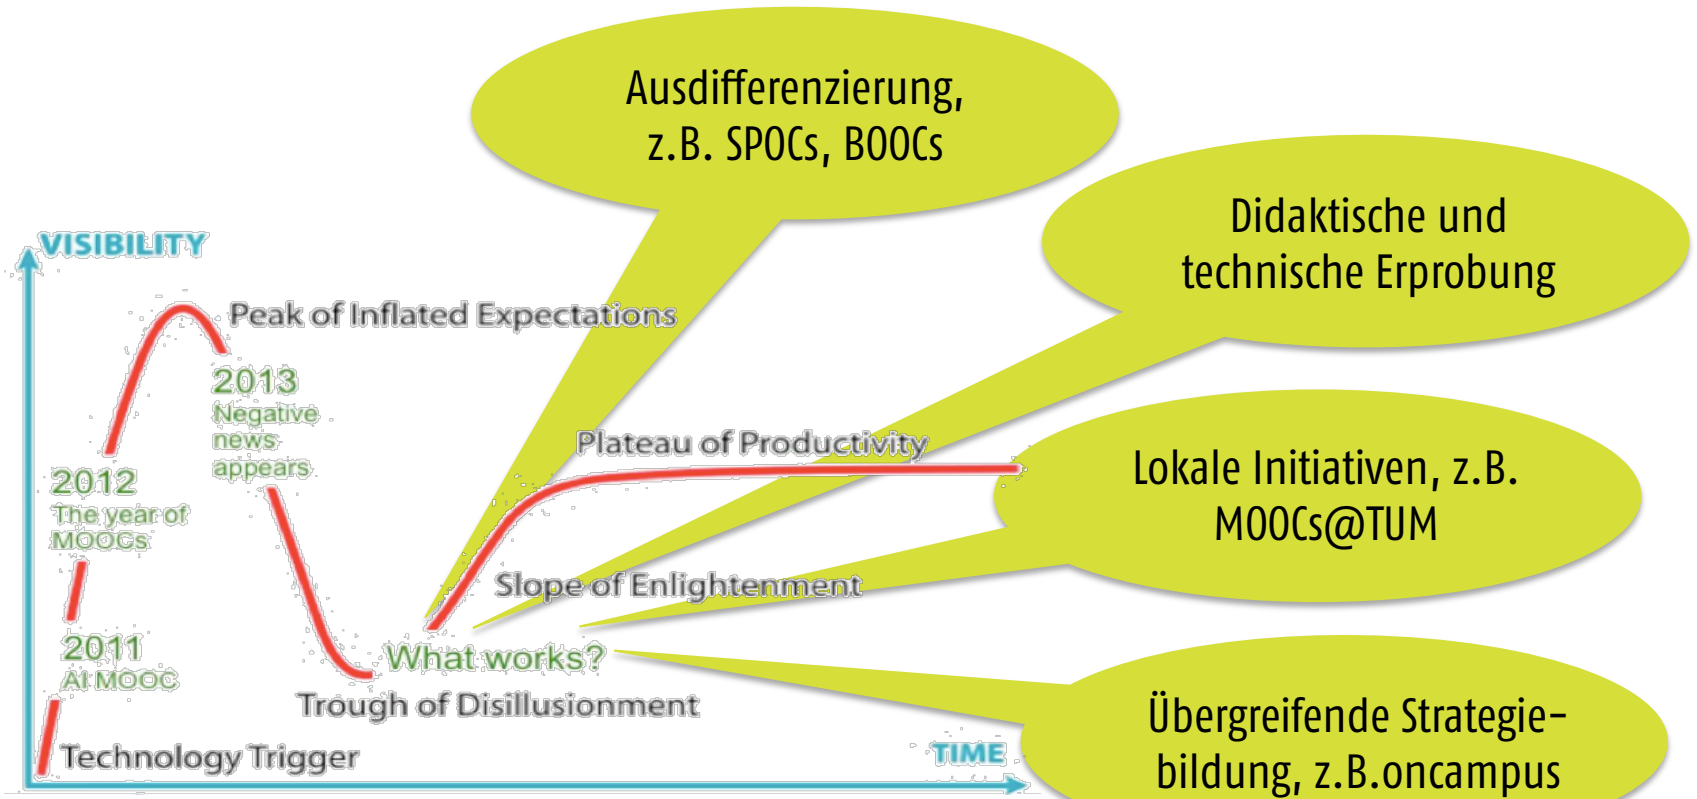 Ausdifferenzierung,
z.B. SPOCs, BOOCs
Didaktische und
technische Erprobung
VISIBILITY
Peak of Inflated Expectations
2013
Negative
news
appears
Plateau of Productivity
Lokale Initiativen, z.B.
MOOCs@TUM
2012
The year of
MOOCs
Slope of Enlightenment
2011
AI MOOC
What works?
Trough of Disillusionment
Übergreifende Strategie-
bildung, z.B.oncampus
Technology Trigger
TIME